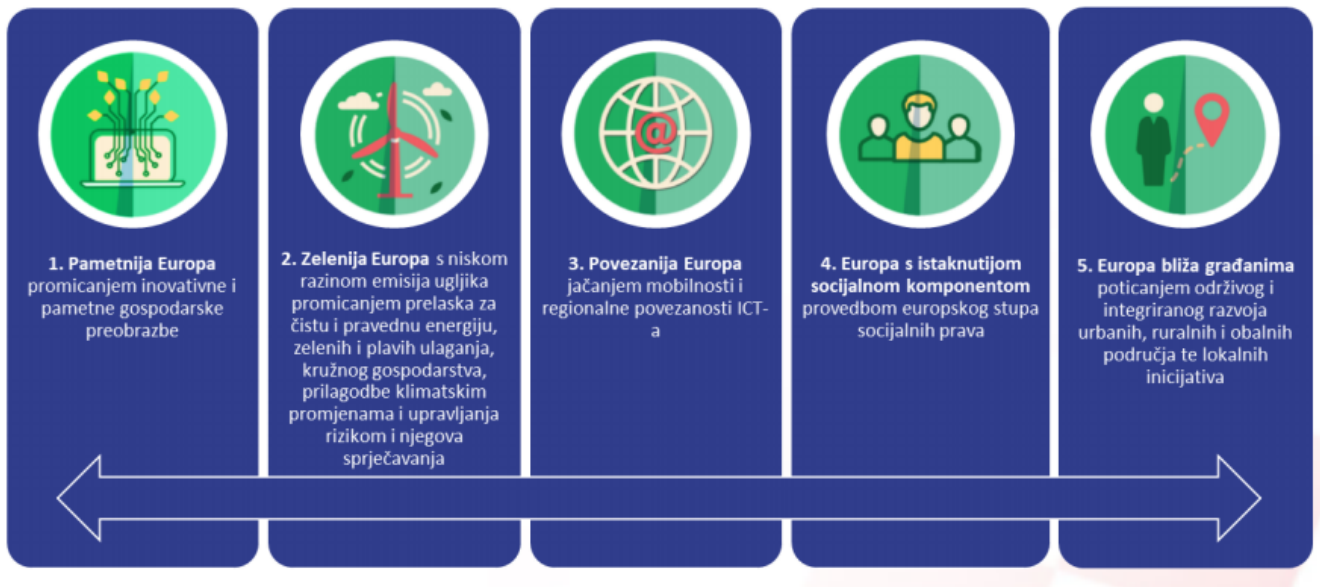 @
1. Pametnija Europa
promicanjem inovativne i
pametne gospodarske
preobrazbe
2. Zelenija Europa s niskom
razinom emisija ugljika
promicanjem prelaska za
čistu i pravednu energiju,
zelenih i plavih ulaganja,
kružnog gospodarstva,
prilagodbe klimatskim
promjenama i upravljanja
rizikom i njegova
sprječavanja
3. Povezanija Europa
jačanjem mobilnosti i
regionalne povezanosti ICT-
a
4. Europa s istaknutijom
socijalnom komponentom
provedbom europskog stupa
socijalnih prava
5. Europa bliža građanima
poticanjem održivog i
integriranog razvoja
urbanih, ruralnih i obalnih
područja te lokalnih
inicijativa